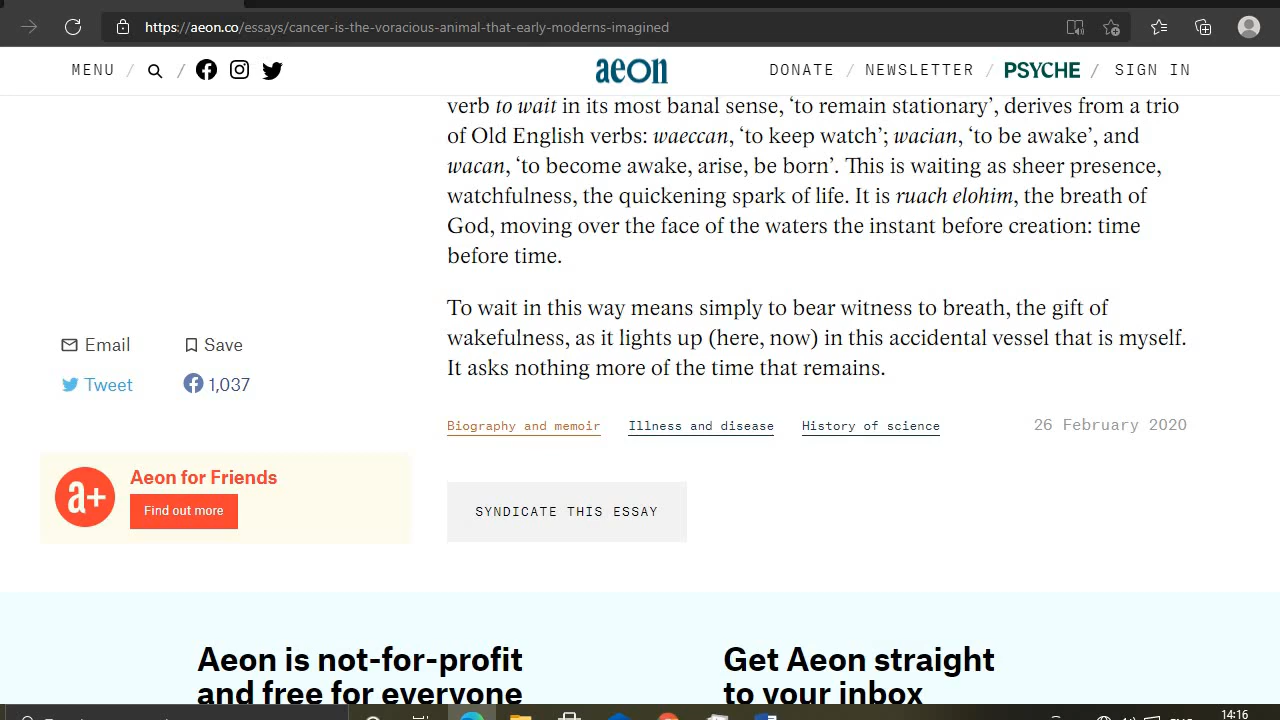 https://aeon.co/essays/cancer-is-the-voracious-animal-that-early-moderns-imagined
MENU / / aeon DONATE / NEWSLETTER / PSYCHE / SIGN IN
verb to wait in its most banal sense, ‘to remain stationary’, derives from a trio
of Old English verbs: waeccan, ‘to keep watch’; wacian, ‘to be awake’, and
wacan, ‘to become awake, arise, be born’. This is waiting as sheer presence,
watchfulness, the quickening spark of life. It is ruach elohim, the breath of
God, moving over the face of the waters the instant before creation: time
before time.
To wait in this way means simply to bear witness to breath, the gift of
wakefulness, as it lights up (here, now) in this accidental vessel that is myself.
It asks nothing more of the time that remains.
Email Save
Tweet 1,037
Biography and memoir Illness and disease History of science 26 February 2020
a+ Aeon for Friends
Find out more
SYNDICATE THIS ESSAY
Aeon is not-for-profit
and free for everyone
Get Aeon straight
to your inbox
14:16